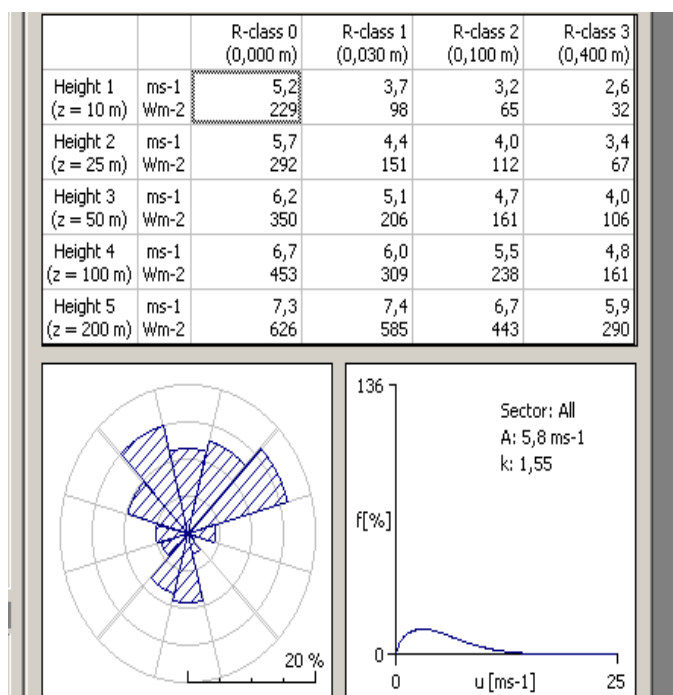 R-class 0 R-class 1 R-class 2 R-class 3
(0,000 m) (0,030 m) (0,100 m) (0,400 m)
Height 1 ms-1 5,2 3,7 3,2 2,6
(z = 10 m) Wm-2 229 98 65 32
Height 2 ms-1 5,7 4,4 4,0 3,4
(z = 25 m) Wm-2 292 151 112 67
Height 3 ms-1 6,2 5,1 4,7 4,0
(z = 50 m) Wm-2 350 206 161 106
Height 4 ms-1 6,7 6,0 5,5 4,8
(z = 100 m) Wm-2 453 309 238 161
Height 5 ms-1 7,3 7,4 6,7 5,9
(z = 200 m) Wm-2 626 585 443 290
20 %
136
Sector: All
A: 5,8 ms-1
k: 1,55
f[%]
0
0 u [ms-1] 25